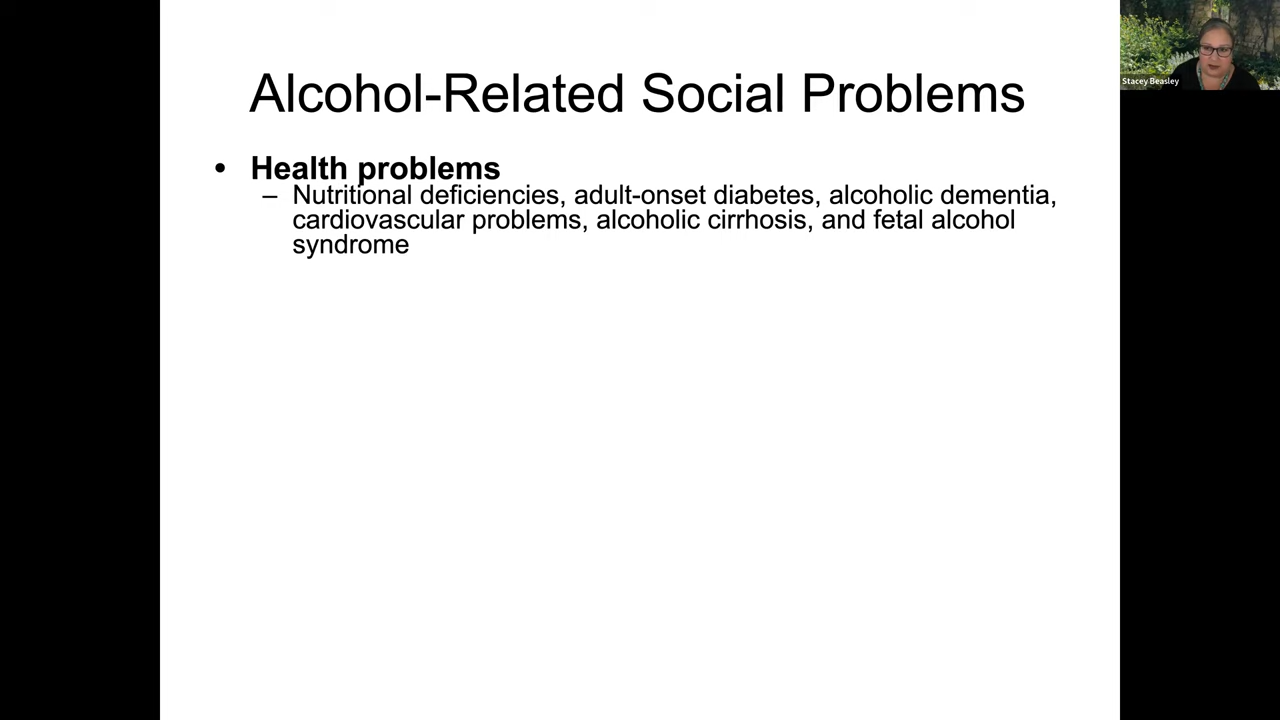 Alcohol-Related Social Problems
Stacey Beasley
• Health problems
– Nutritional deficiencies, adult-onset diabetes, alcoholic dementia,
cardiovascular problems, alcoholic cirrhosis, and fetal alcohol
syndrome